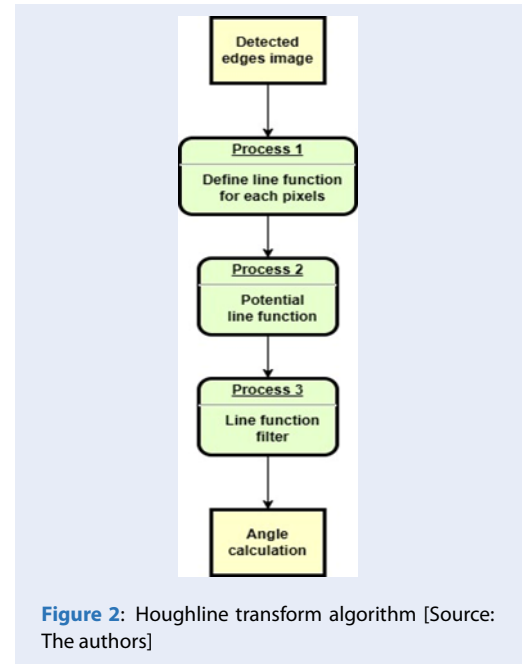 Detected
edges image
Process 1
Define line function
for each pixels
Process 2
Potential
line function
Process 3
Line function
filter
Angle
calculation
Figure 2: Houghline transform algorithm [Source:
The authors]